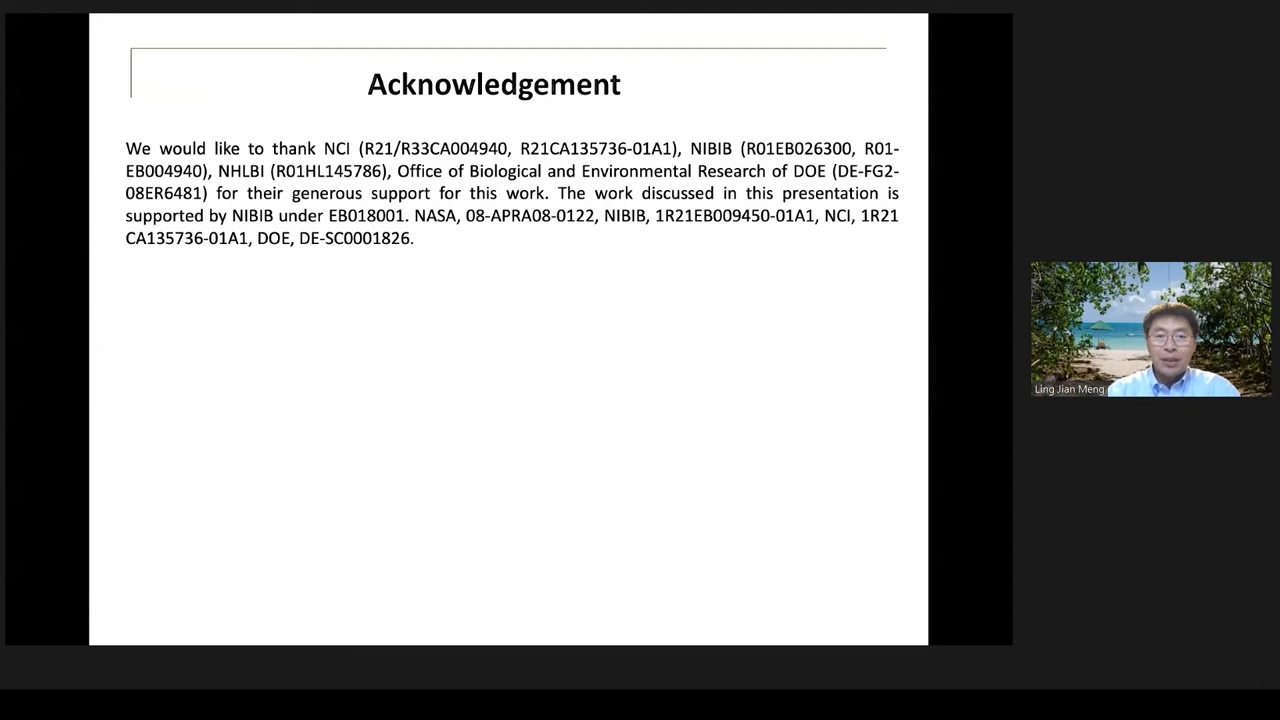 Acknowledgement
We would like to thank NCI (R21/R33CA004940, R21CA135736-01A1), NIBIB (R01EB026300, R01-
EB004940), NHLBI (R01HL145786), Office of Biological and Environmental Research of DOE (DE-FG2-
08ER6481) for their generous support for this work. The work discussed in this presentation is
supported by NIBIB under EB018001. NASA, 08-APRA08-0122, NIBIB, 1R21EB009450-01A1, NCI, 1R21
CA135736-01A1, DOE, DE-SC0001826.
Ling Jian Meng